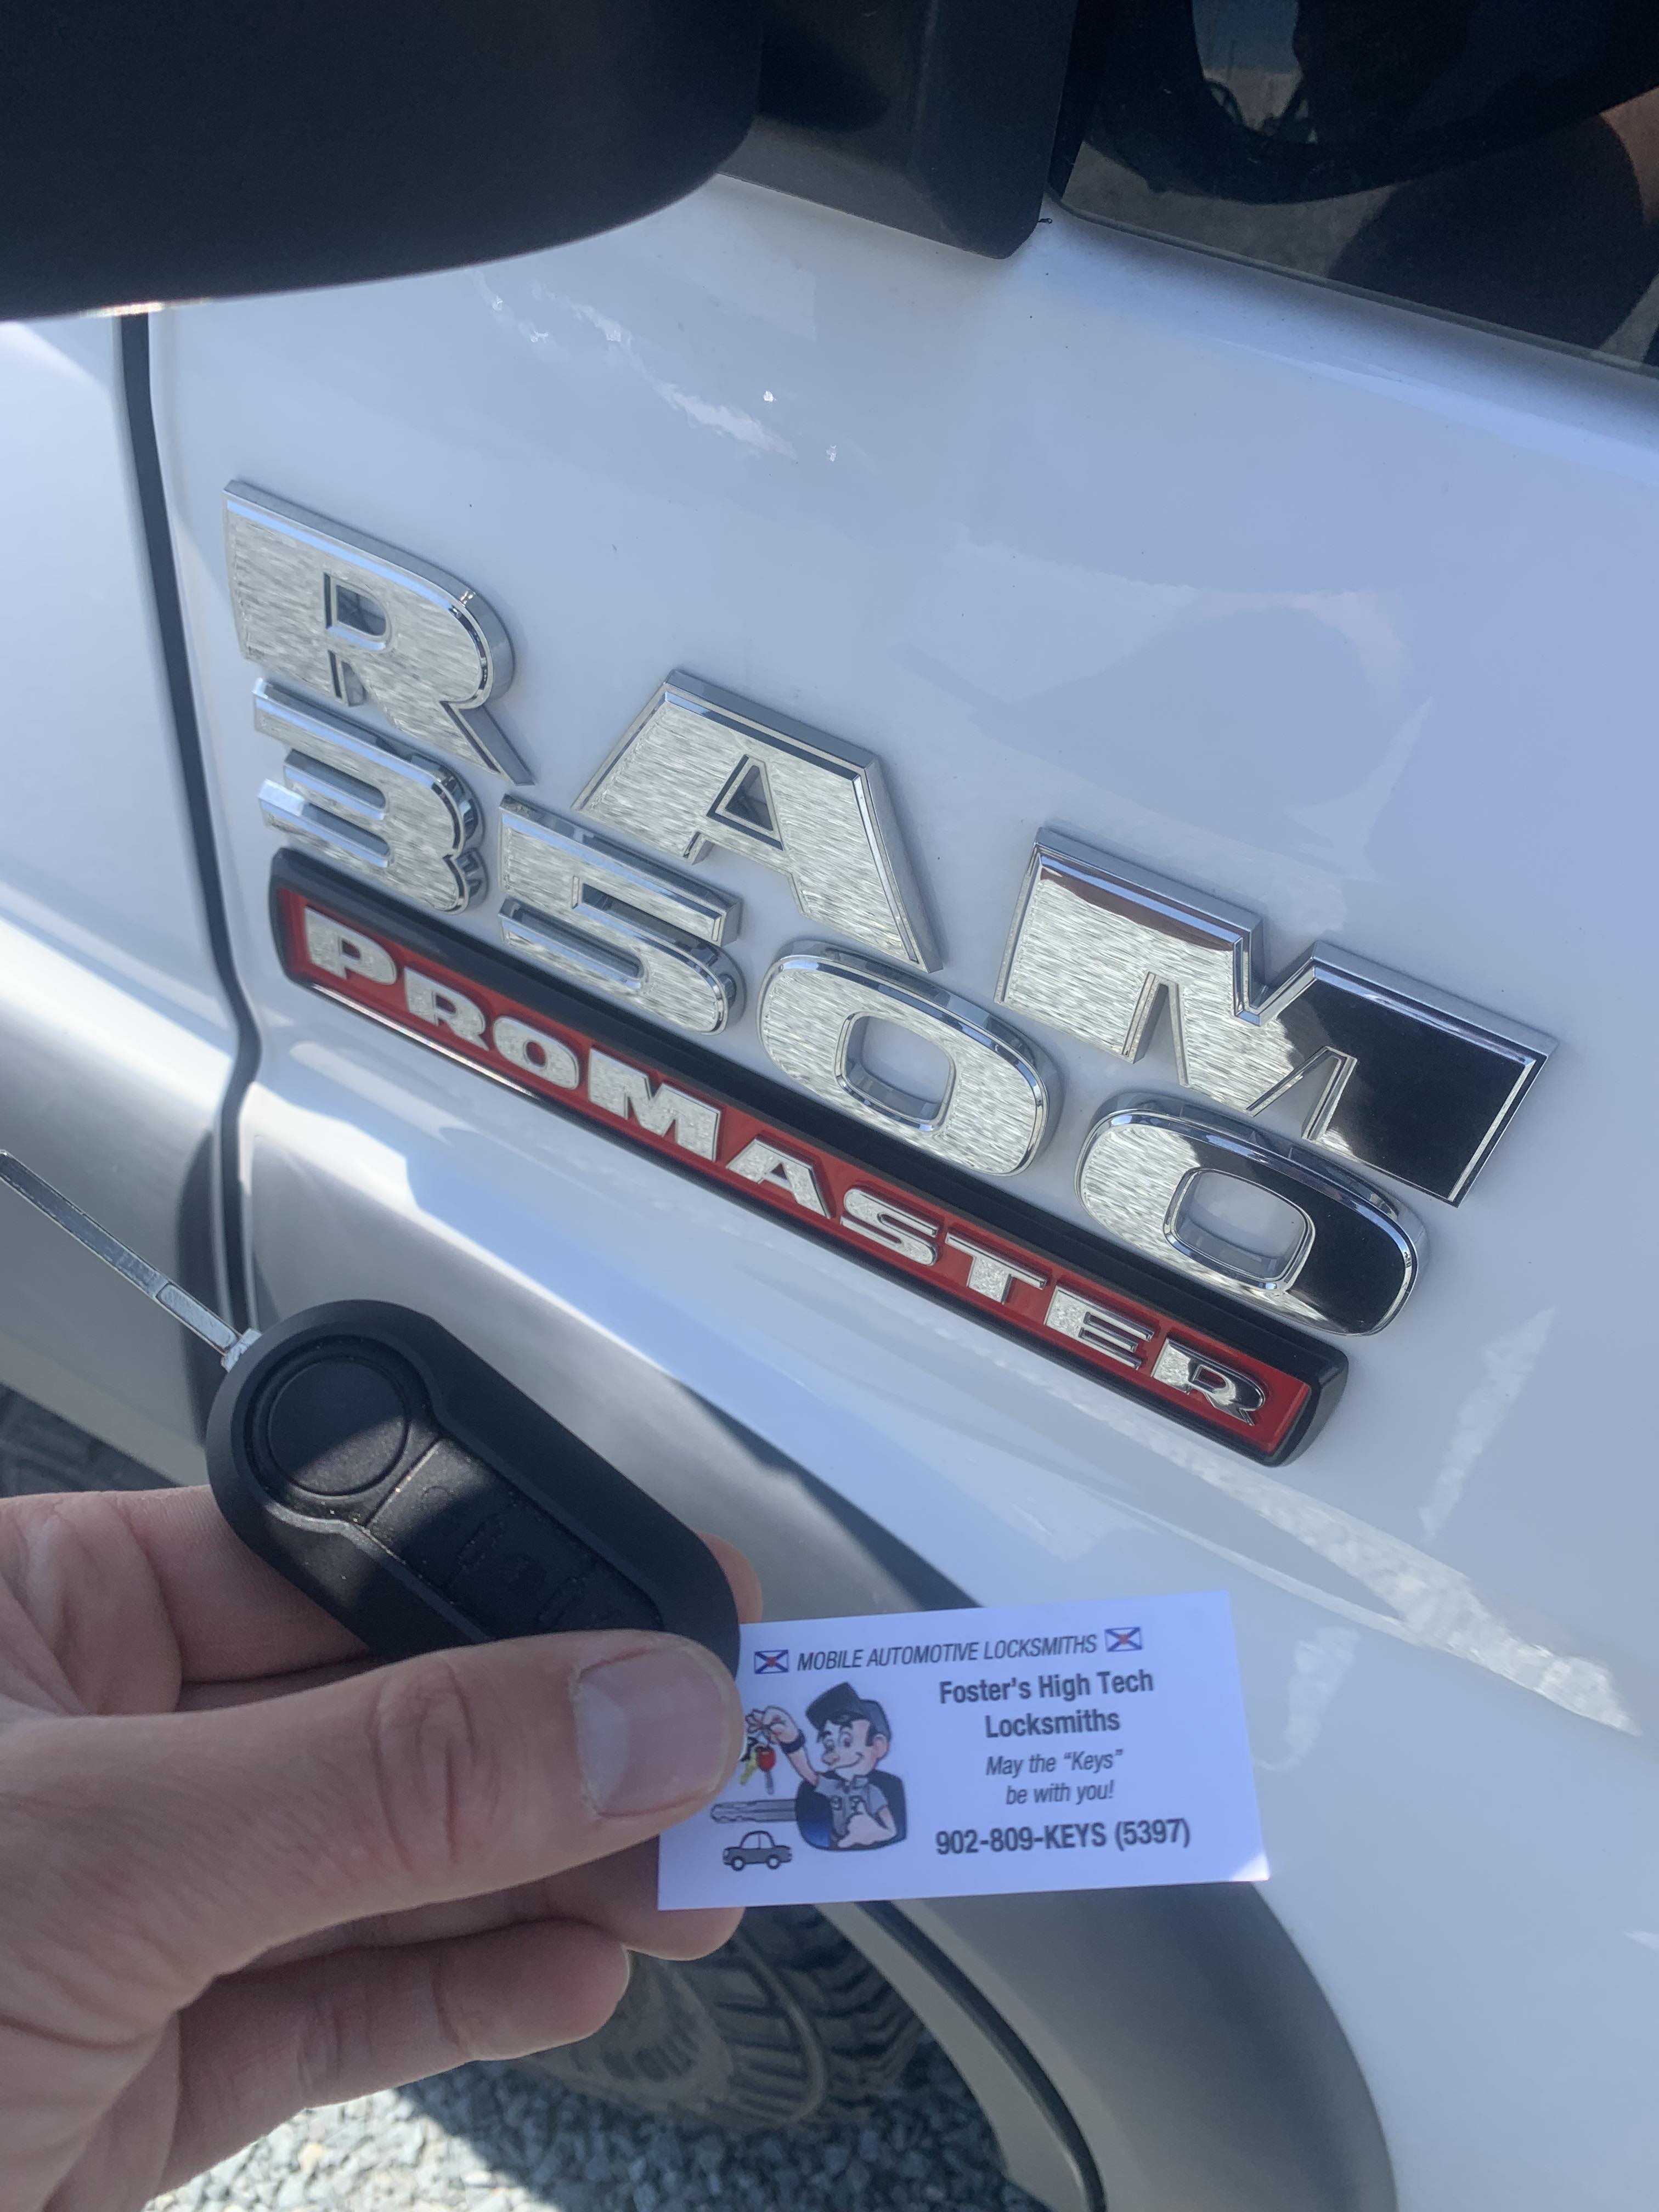 RAM
3500
PROMASTER
MOBILE AUTOMOTIVE LOCKSMITHS
Foster's High Tech
Locksmiths
May the “Keys”
be with you!
902-809-KEYS (5397)